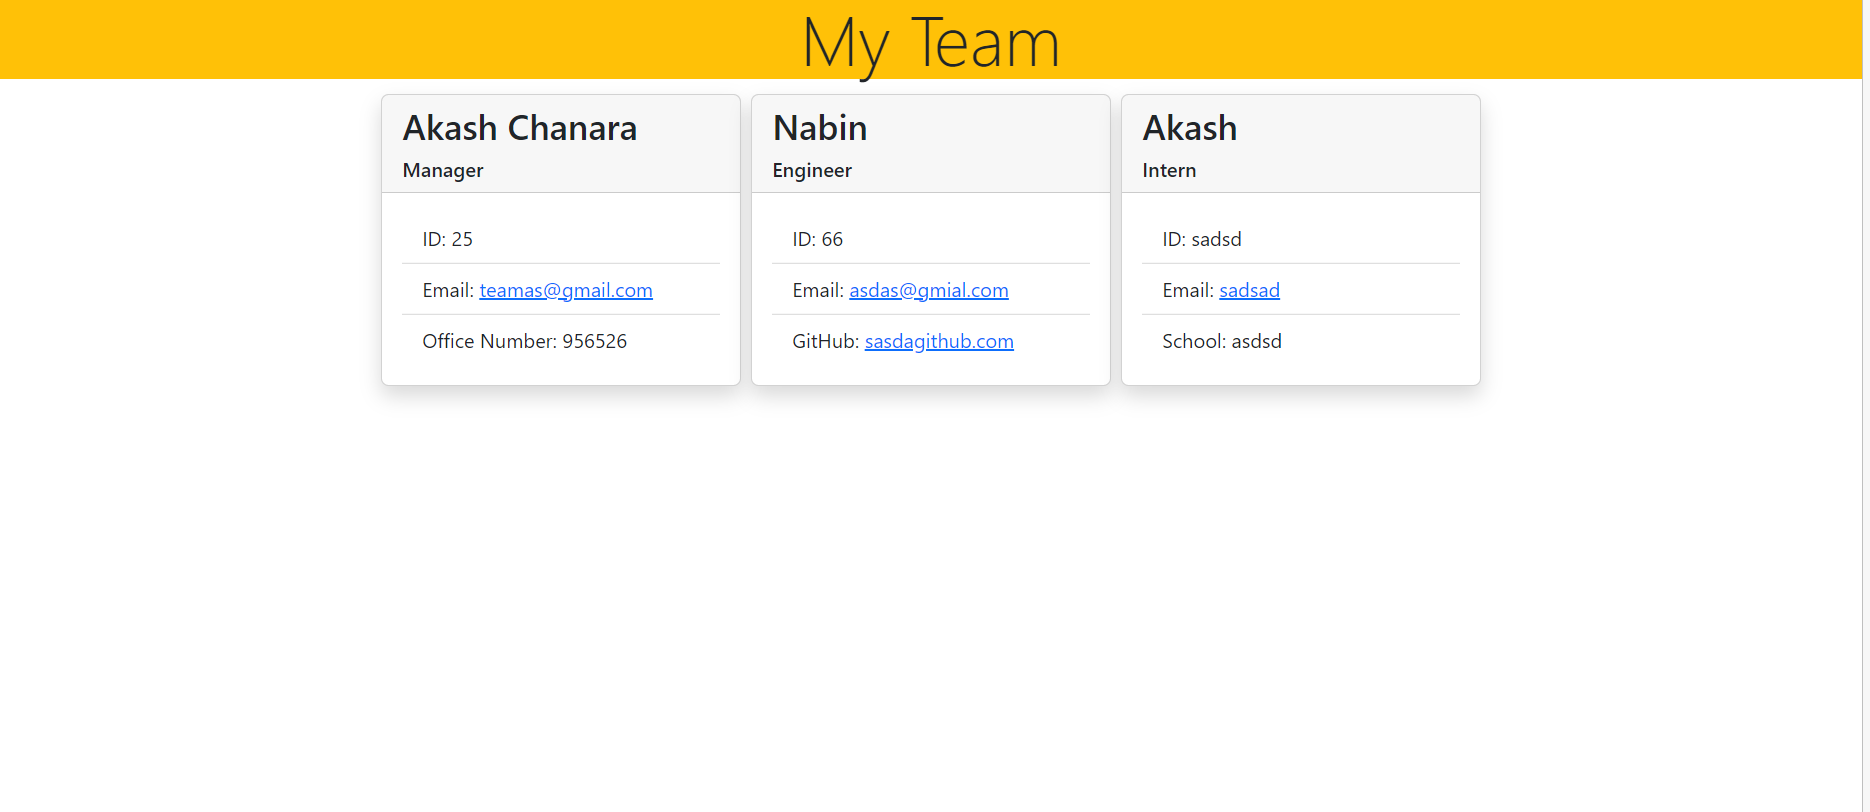 My Team
Akash Chanara
Manager
ID: 25
Email: teamas@gmail.com
Office Number: 956526
Nabin
Engineer
ID: 66
Email: asdas@gmial.com
GitHub: sasdagithub.com
Akash
Intern
ID: sadsd
Email: sadsad
School: asdsd